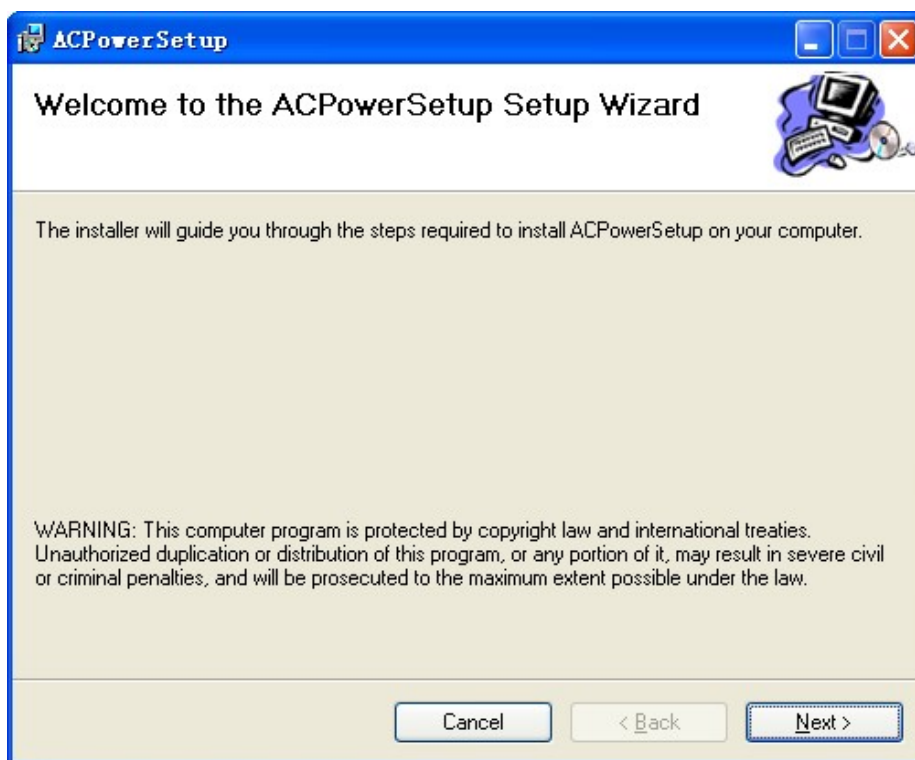 ACPowerSetup
Welcome to the ACPowerSetup Setup Wizard
The installer will guide you through the steps required to install ACPowerSetup on your computer.
WARNING: This computer program is protected by copyright law and international treaties.
Unauthorized duplication or distribution of this program, or any portion of it, may result in severe civil
or criminal penalties, and will be prosecuted to the maximum extent possible under the law.
Cancel
< Back
Next >